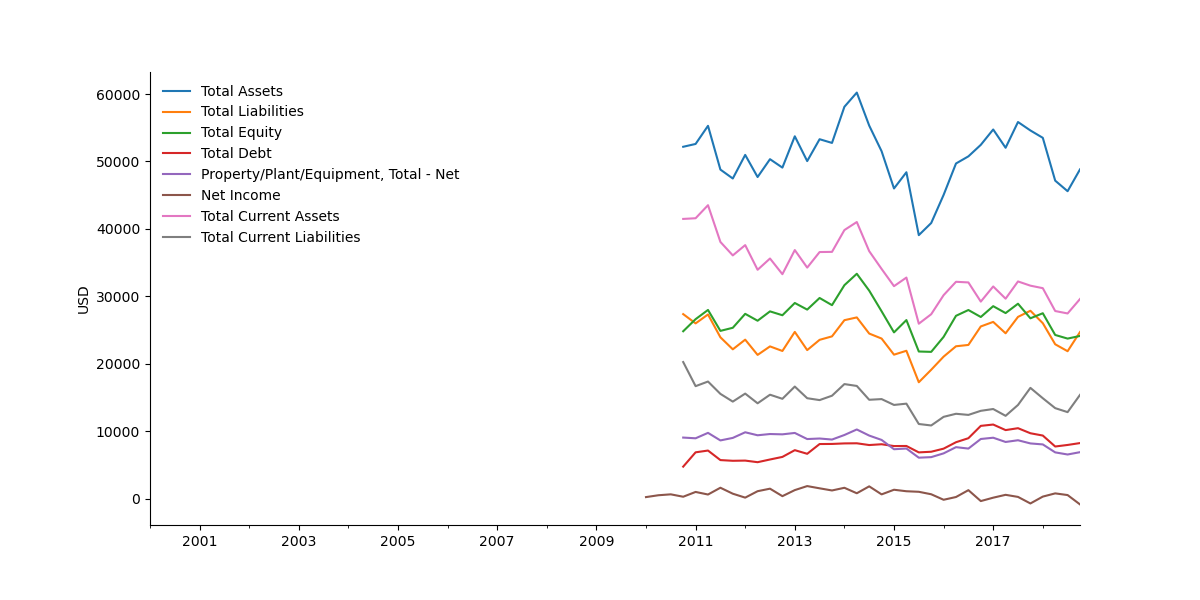 60000
50000
40000
30000
20000
10000
0
USD
Total Assets
Total Liabilities
Total Equity
Total Debt
Property/Plant/Equipment, Total - Net
Net Income
Total Current Assets
Total Current Liabilities
2001 2003 2005 2007 2009 2011 2013 2015 2017